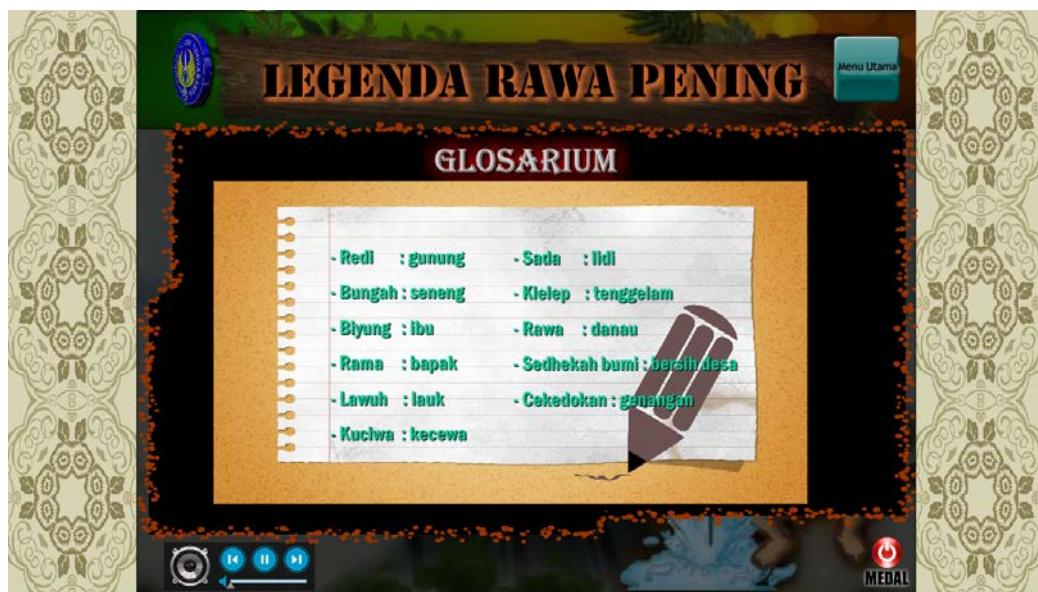 LEGENDA RAWA PENING
Menu Utama
GLOSARIUM
- Redi : gunung
- Bungah : seneng
- Biyung : ibu
- Rama : bapak
- Lawuh : lauk
- Kuciwa : kecewa
- Sada : lidi
- Klelep : tenggelam
- Rawa : danau
- Sedhekah bumi : bersih desa
- Cekedokan : genangan
MEDAL